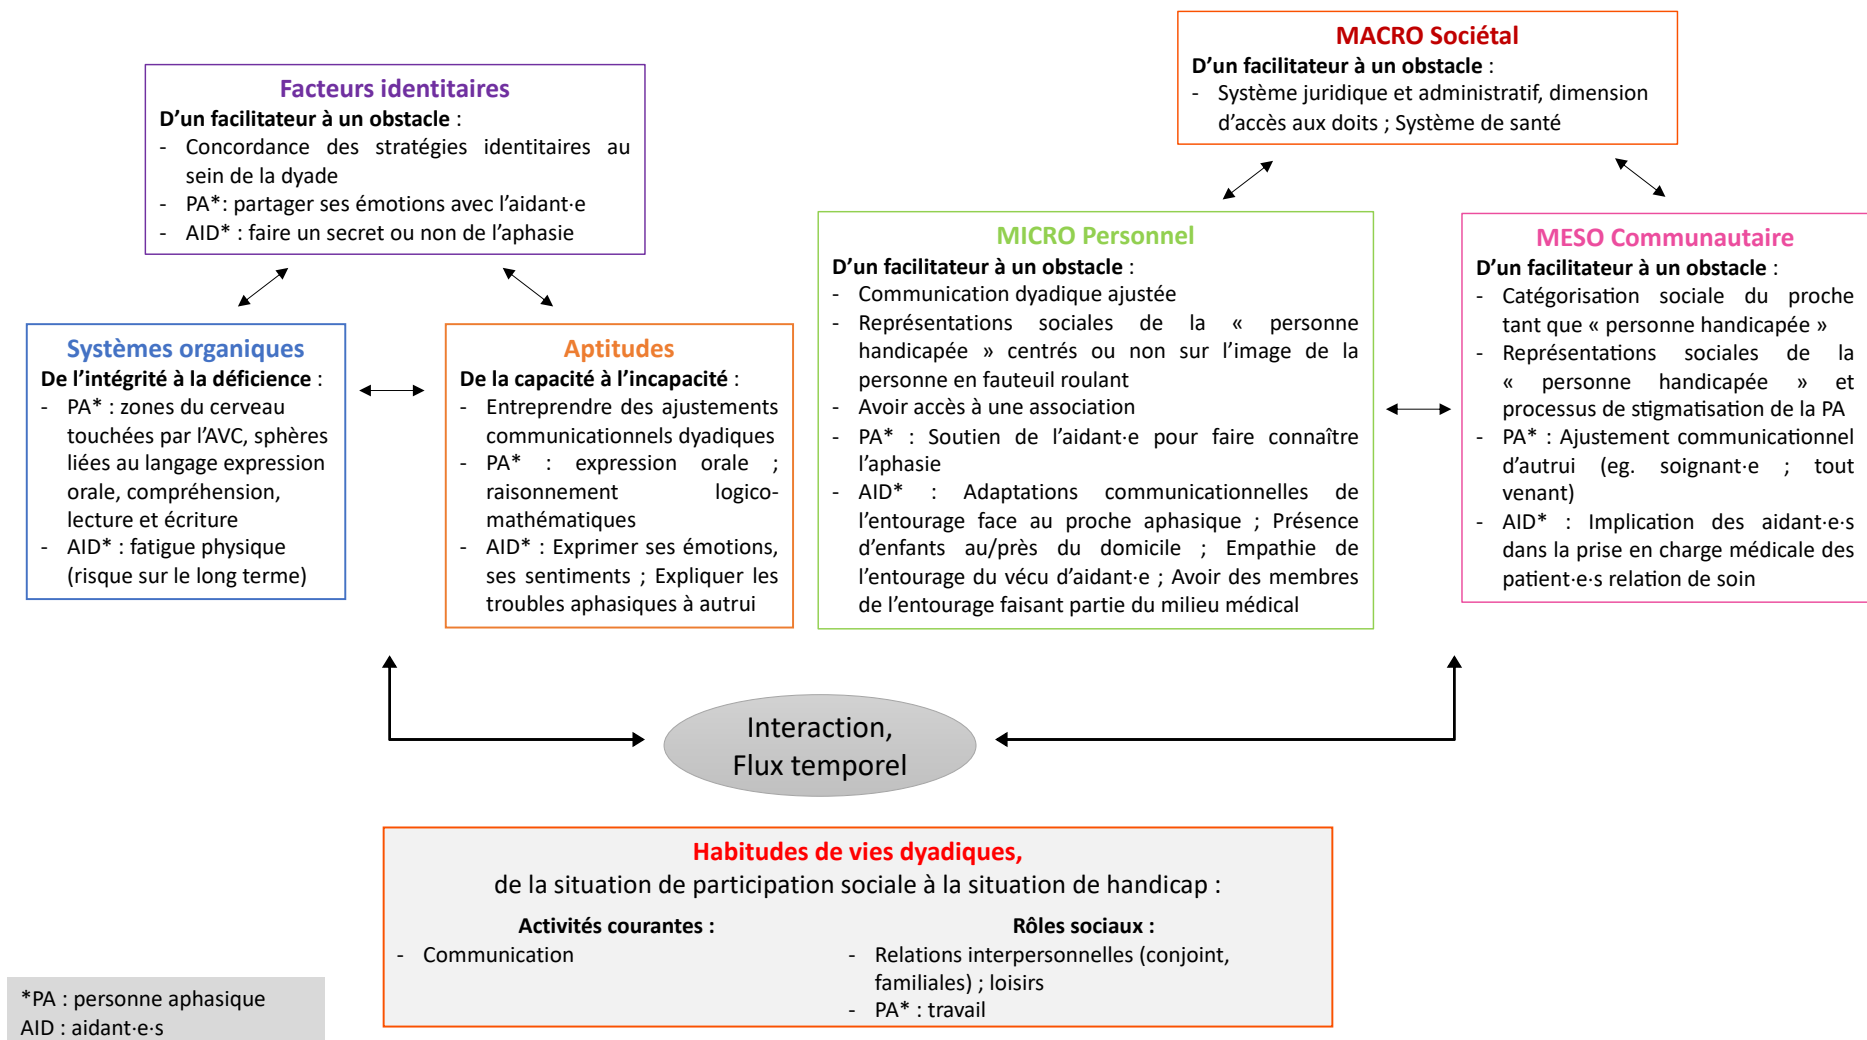 MACRO Sociétal
D'un facilitateur à un obstacle :
- Système juridique et administratif, dimension
d'accès aux doits ; Système de santé
Facteurs identitaires
D'un facilitateur à un obstacle :
- Concordance des stratégies identitaires au
sein de la dyade
- PA*: partager ses émotions avec l'aidant·e
- AID* : faire un secret ou non de l'aphasie
Systèmes organiques
De l'intégrité à la déficience :
- PA* : zones du cerveau
touchées par l'AVC, sphères
liées au langage expression
orale, compréhension,
lecture et écriture
- AID* : fatigue physique
(risque sur le long terme)
Aptitudes
De la capacité à l'incapacité :
- Entreprendre des ajustements
communicationnels dyadiques
- PA* : expression orale ;
raisonnement logico-
mathématiques
- AID* : Exprimer ses émotions,
ses sentiments ; Expliquer les
troubles aphasiques à autrui
MICRO Personnel
D'un facilitateur à un obstacle :
- Communication dyadique ajustée
- Représentations sociales de la « personne
handicapée » centrés ou non sur l'image de la
personne en fauteuil roulant
- Avoir accès à une association
- PA* : Soutien de l'aidant·e pour faire connaître
l'aphasie
- AID* : Adaptations communicationnelles de
l'entourage face au proche aphasique ; Présence
d'enfants au/près du domicile ; Empathie de
l'entourage du vécu d'aidant·e ; Avoir des membres
de l'entourage faisant partie du milieu médical
MESO Communautaire
D'un facilitateur à un obstacle :
- Catégorisation sociale du proche
tant que « personne handicapée »
- Représentations sociales de la
« personne handicapée » et
processus de stigmatisation de la PA
- PA* : Ajustement communicationnel
d'autrui (eg. soignant·e ; tout
venant)
- AID* : Implication des aidant·e·s
dans la prise en charge médicale des
patient·e·s relation de soin
Interaction,
Flux temporel
Habitudes de vies dyadiques,
de la situation de participation sociale à la situation de handicap :
Activités courantes :
- Communication
Rôles sociaux :
- Relations interpersonnelles (conjoint,
familiales) ; loisirs
- PA* : travail
*PA : personne aphasique
AID : aidant·e·s